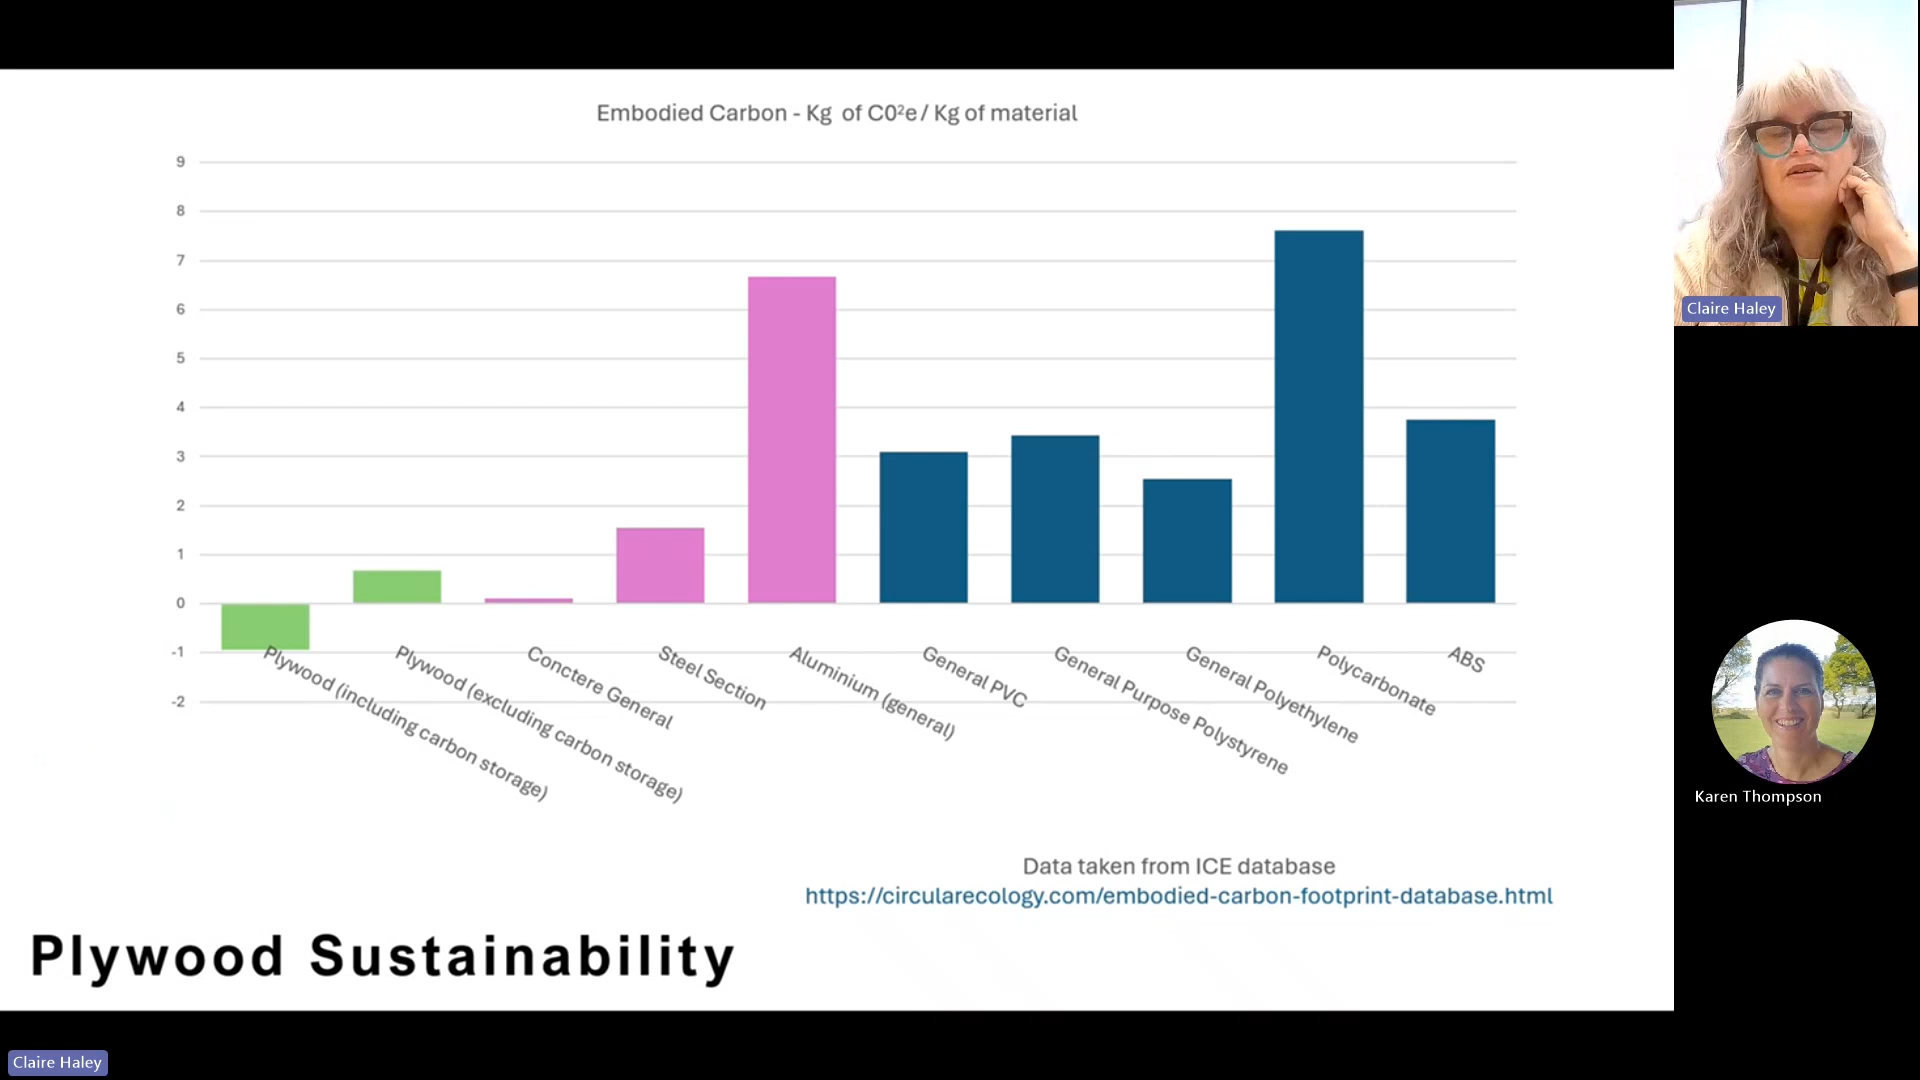 Embodied Carbon - Kg of C0²e / Kg of material
9
8
7
6
5
4
3
2
1
0
-1
-2
Plywood (including carbon storage)
Plywood (excluding carbon storage)
Conctere General
Steel Section
Aluminium (general)
General PVC
General Purpose Polystyrene
General Polyethylene
Polycarbonate
ABS
Data taken from ICE database
https://circularecology.com/embodied-carbon-footprint-database.html
Plywood Sustainability
Claire Haley
Karen Thompson
Claire Haley